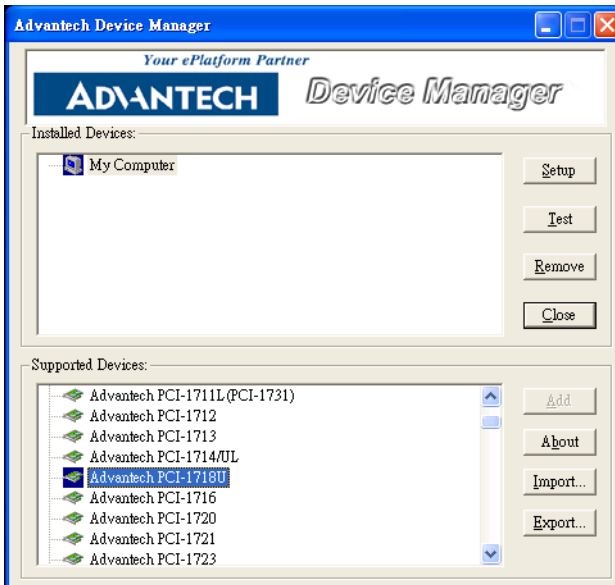 Advantech Device Manager
Your ePlatform Partner
ADVANTECH Device Manager
Installed Devices:
My Computer
Setup
Test
Remove
Close
Supported Devices:
Advantech PCI-1711L(PCI-1731)
Advantech PCI-1712
Advantech PCI-1713
Advantech PCI-1714/UL
Advantech PCI-1718U
Advantech PCI-1716
Advantech PCI-1720
Advantech PCI-1721
Advantech PCI-1723
Add
About
Import...
Export...